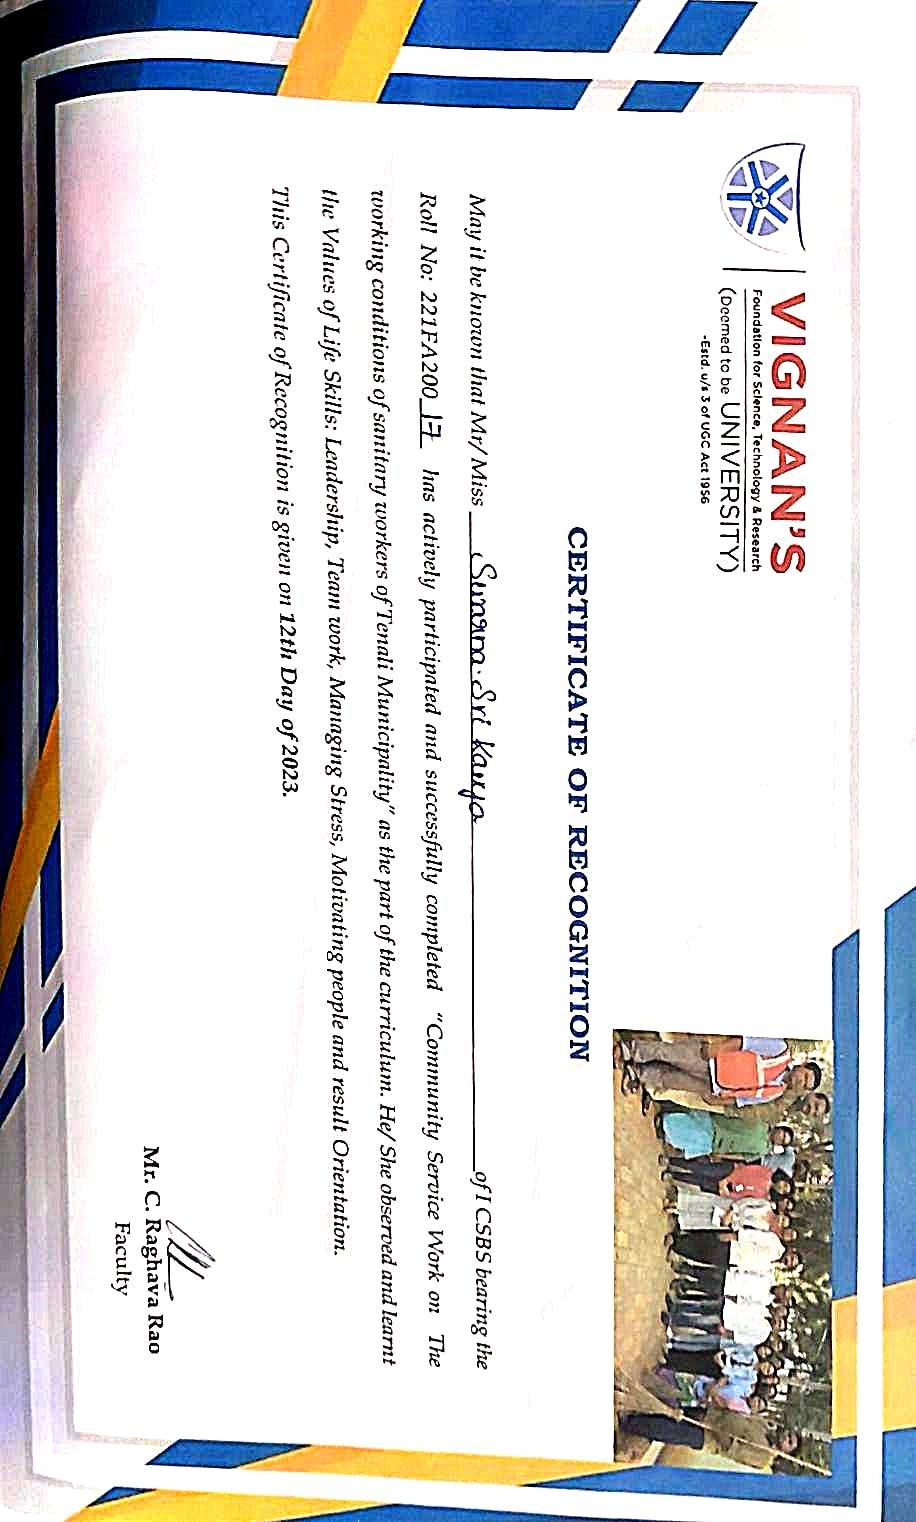 VIGNAN'S
Foundation for Science, Technology & Research
(Deemed to be UNIVERSITY)
-Estd. u/s 3 of UGC Act 1956
CERTIFICATE OF RECOGNITION
May it be known that Mr/Miss Suvarna. Sri Kavya of I CSBS bearing the
Roll No: 221FA200 17 has actively participated and successfully completed "Community Service Work on The
working conditions of sanitary workers of Tenali Municipality" as the part of the curriculum. He/She observed and learnt
the Values of Life Skills: Leadership, Team work, Managing Stress, Motivating people and result Orientation.
This Certificate of Recognition is given on 12th Day of 2023.
Mr. C. Raghava Rao
Faculty